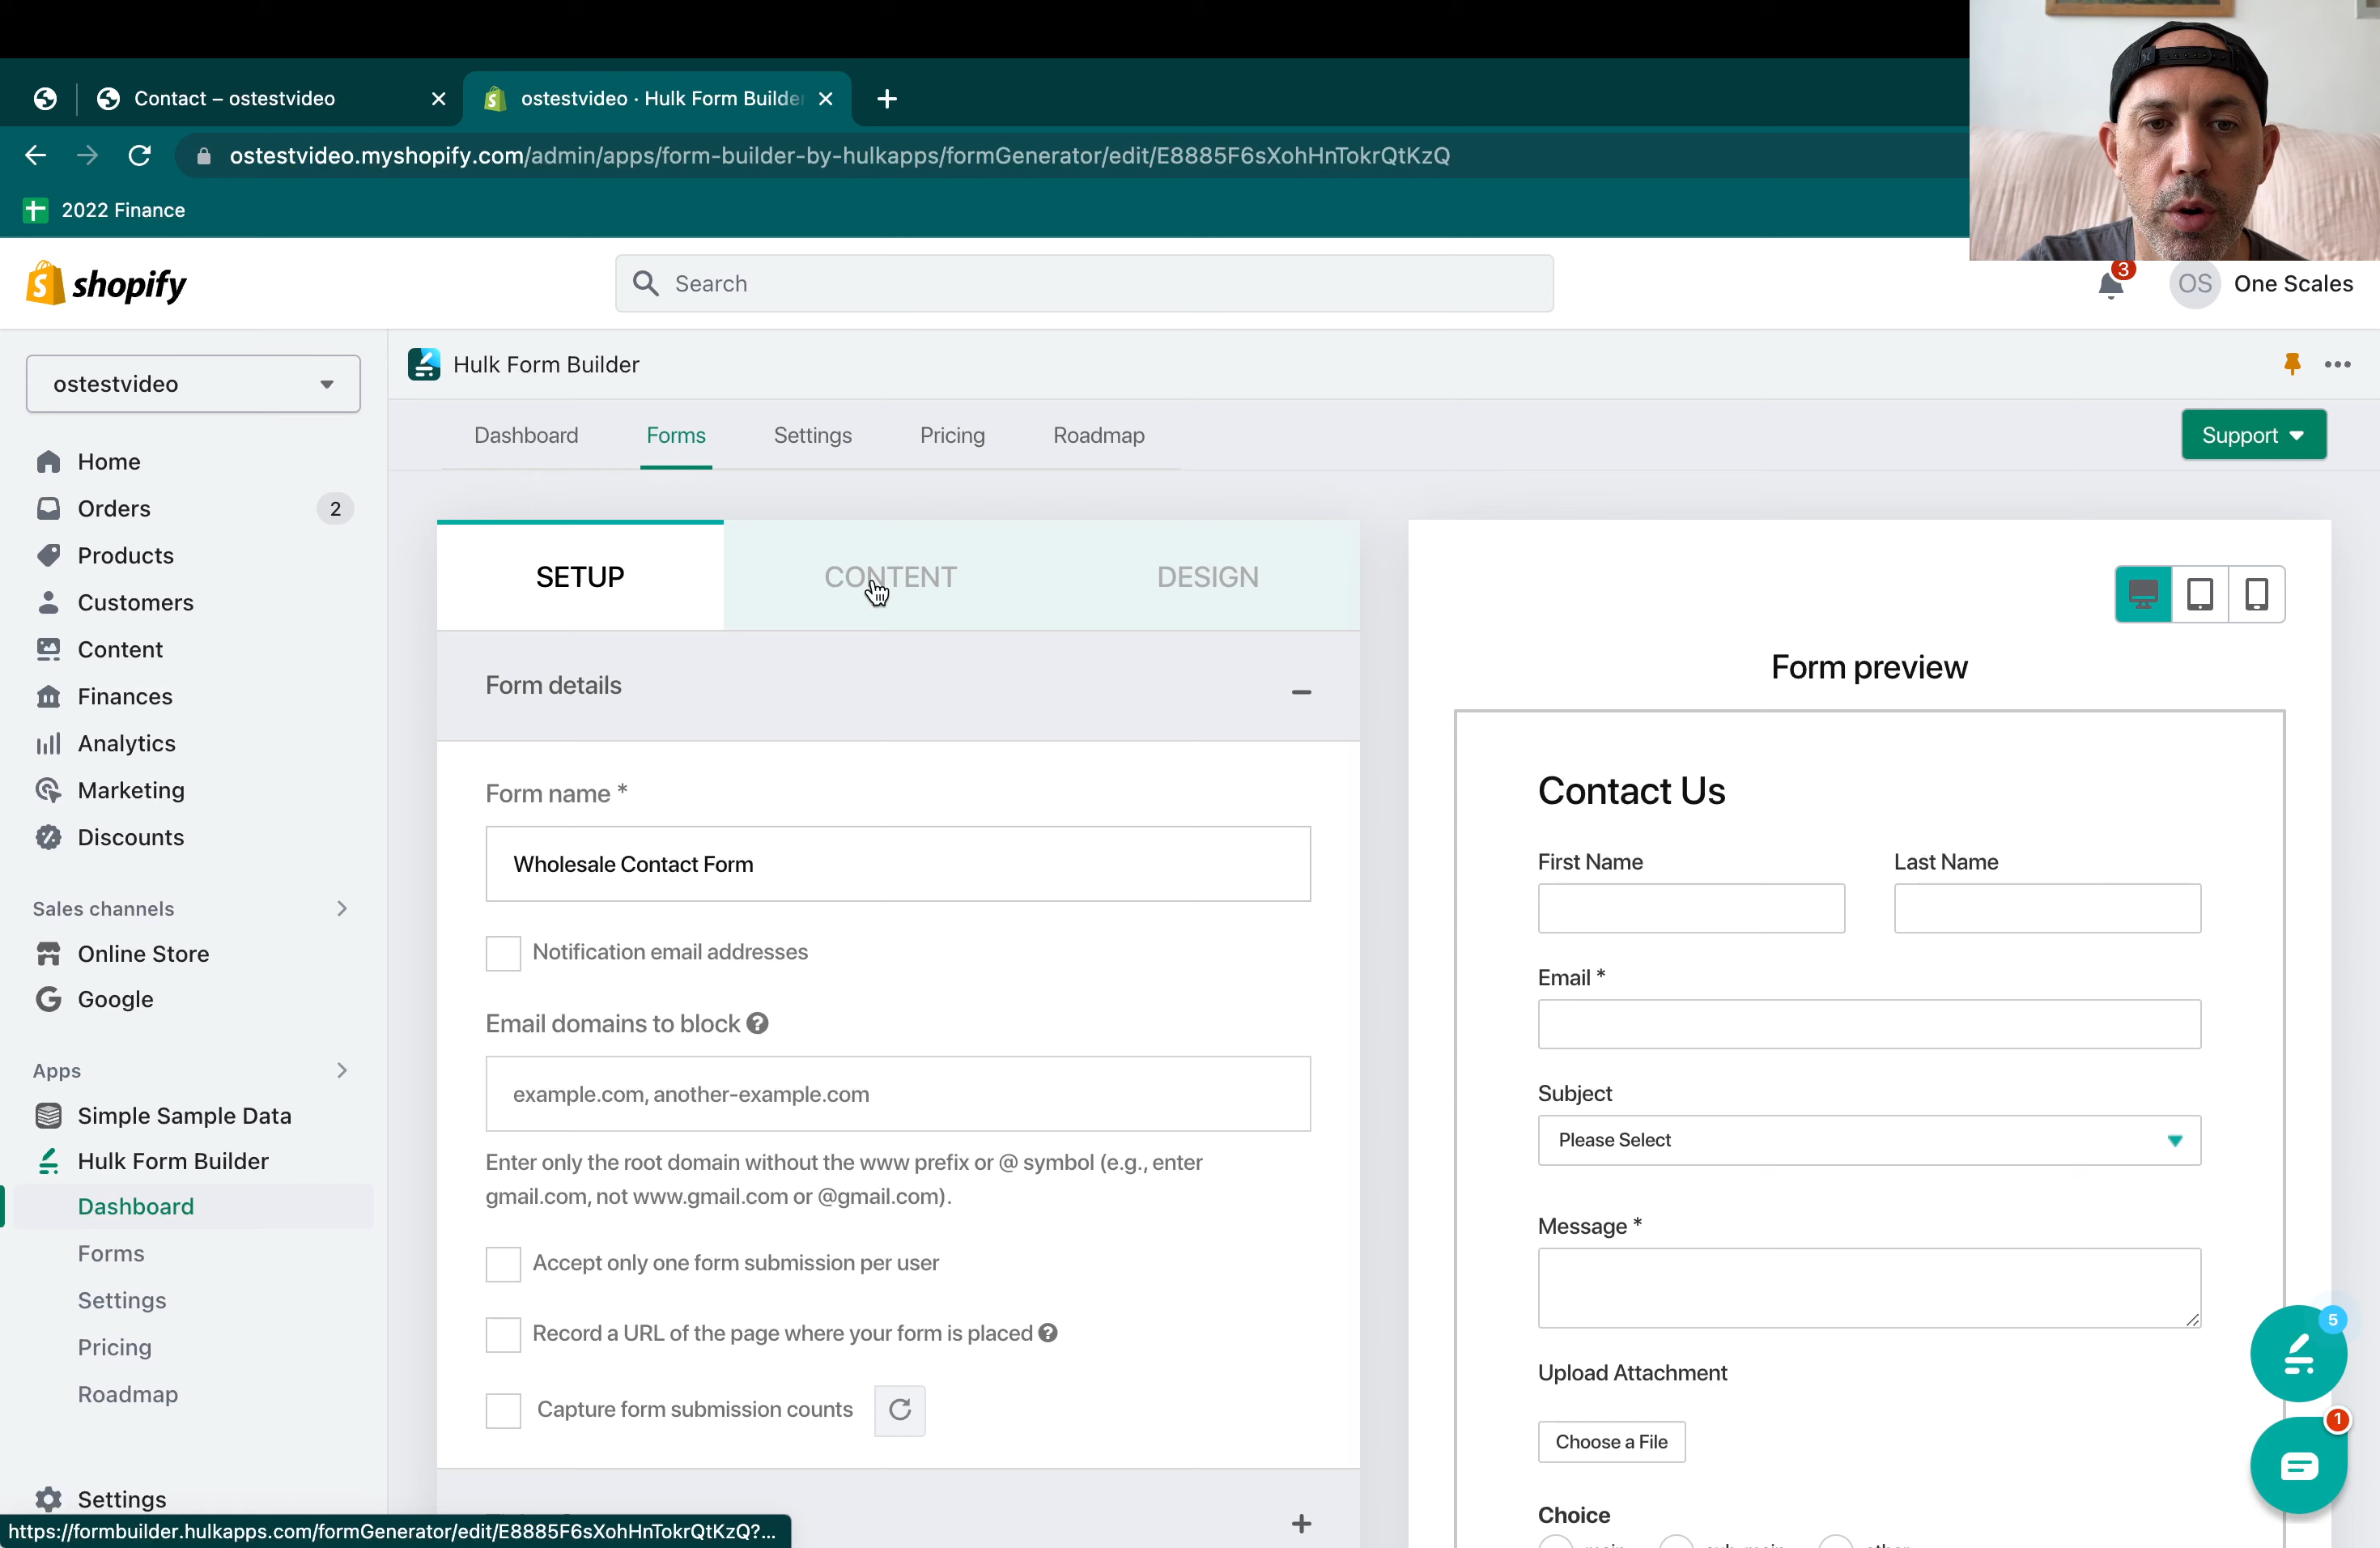 Contact – ostestvideo
ostestvideo · Hulk Form Builde
ostestvideo.myshopify.com/admin/apps/form-builder-by-hulkapps/formGenerator/edit/E8885F6sXohHnTokrQtKzQ
2022 Finance
shopify
Search
3
OS
One Scales
ostestvideo
Hulk Form Builder
Dashboard
Forms
Settings
Pricing
Roadmap
Support
Home
Orders
2
Products
Customers
Content
Finances
Analytics
Marketing
Discounts
Sales channels
Online Store
Google
Apps
Simple Sample Data
Hulk Form Builder
Dashboard
Forms
Settings
Pricing
Roadmap
Settings
SETUP
CONTENT
DESIGN
Form details
Form name *
Wholesale Contact Form
Notification email addresses
Email domains to block
example.com, another-example.com
Enter only the root domain without the www prefix or @ symbol (e.g., enter
gmail.com, not www.gmail.com or @gmail.com).
Accept only one form submission per user
Record a URL of the page where your form is placed
Capture form submission counts
Form preview
Contact Us
First Name
Last Name
Email *
Subject
Please Select
Message *
Upload Attachment
Choose a File
Choice
5
1
https://formbuilder.hulkapps.com/formGenerator/edit/E8885F6sXohHnTokrQtKzQ?...